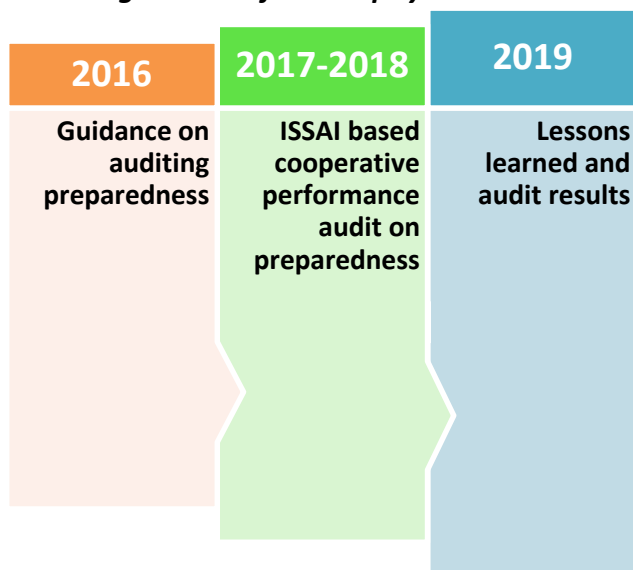 2016
Guidance on
auditing
preparedness
2017-2018
ISSAI based
cooperative
performance
audit on
preparedness
2019
Lessons
learned and
audit results